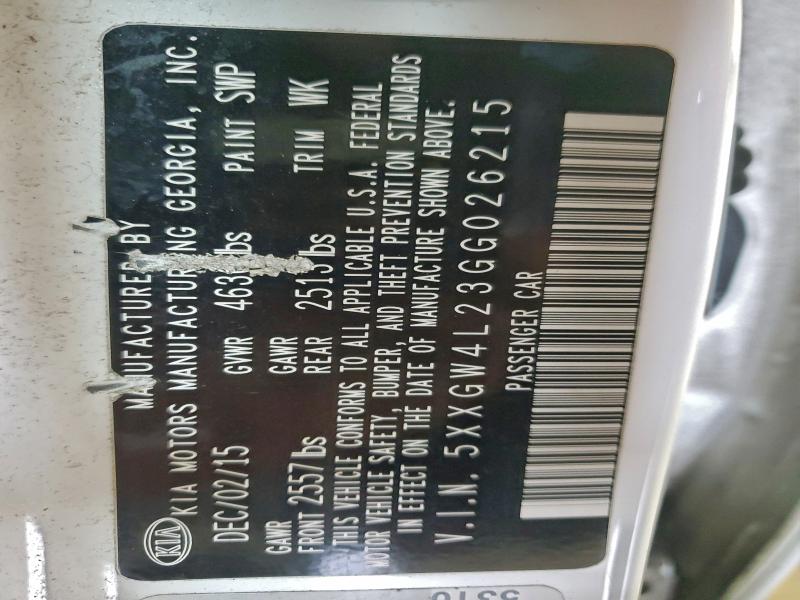 KIA
MANUFACTURED BY
KIA MOTORS MANUFACTURING GEORGIA, INC.
DEC/02/15 GVWR lbs PAINT SWP
GAWR GAWR
FRONT 2557lbs REAR 2513lbs TRIM WK
THIS VEHICLE CONFORMS TO ALL APPLICABLE U.S.A. FEDERAL
MOTOR VEHICLE SAFETY, BUMPER, AND THEFT PREVENTION STANDARDS
IN EFFECT ON THE DATE OF MANUFACTURE SHOWN ABOVE.
V.I.N. 5XXGW4L23GG026215
PASSENGER CAR